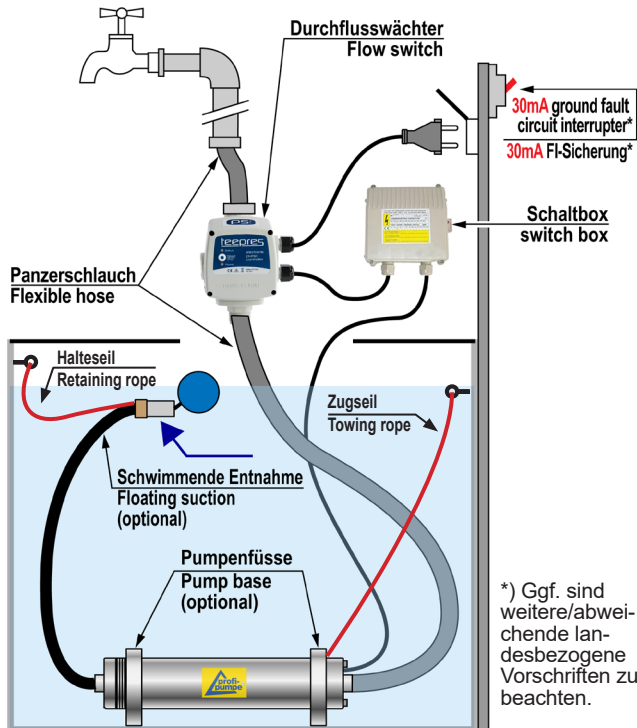 Durchflusswächter
Flow switch
30mA ground fault
circuit interrupter*
30mA FI-Sicherung*
Schaltbox
switch box
teepres
Panzerschlauch
Flexible hose
Halteseil
Retaining rope
Zugseil
Towing rope
Schwimmende Entnahme
Floating suction
(optional)
Pumpenfüsse
Pump base
(optional)
profi-
pumpe
*) Ggf. sind
weitere/abwei-
chende lan-
desbezogene
Vorschriften zu
beachten.